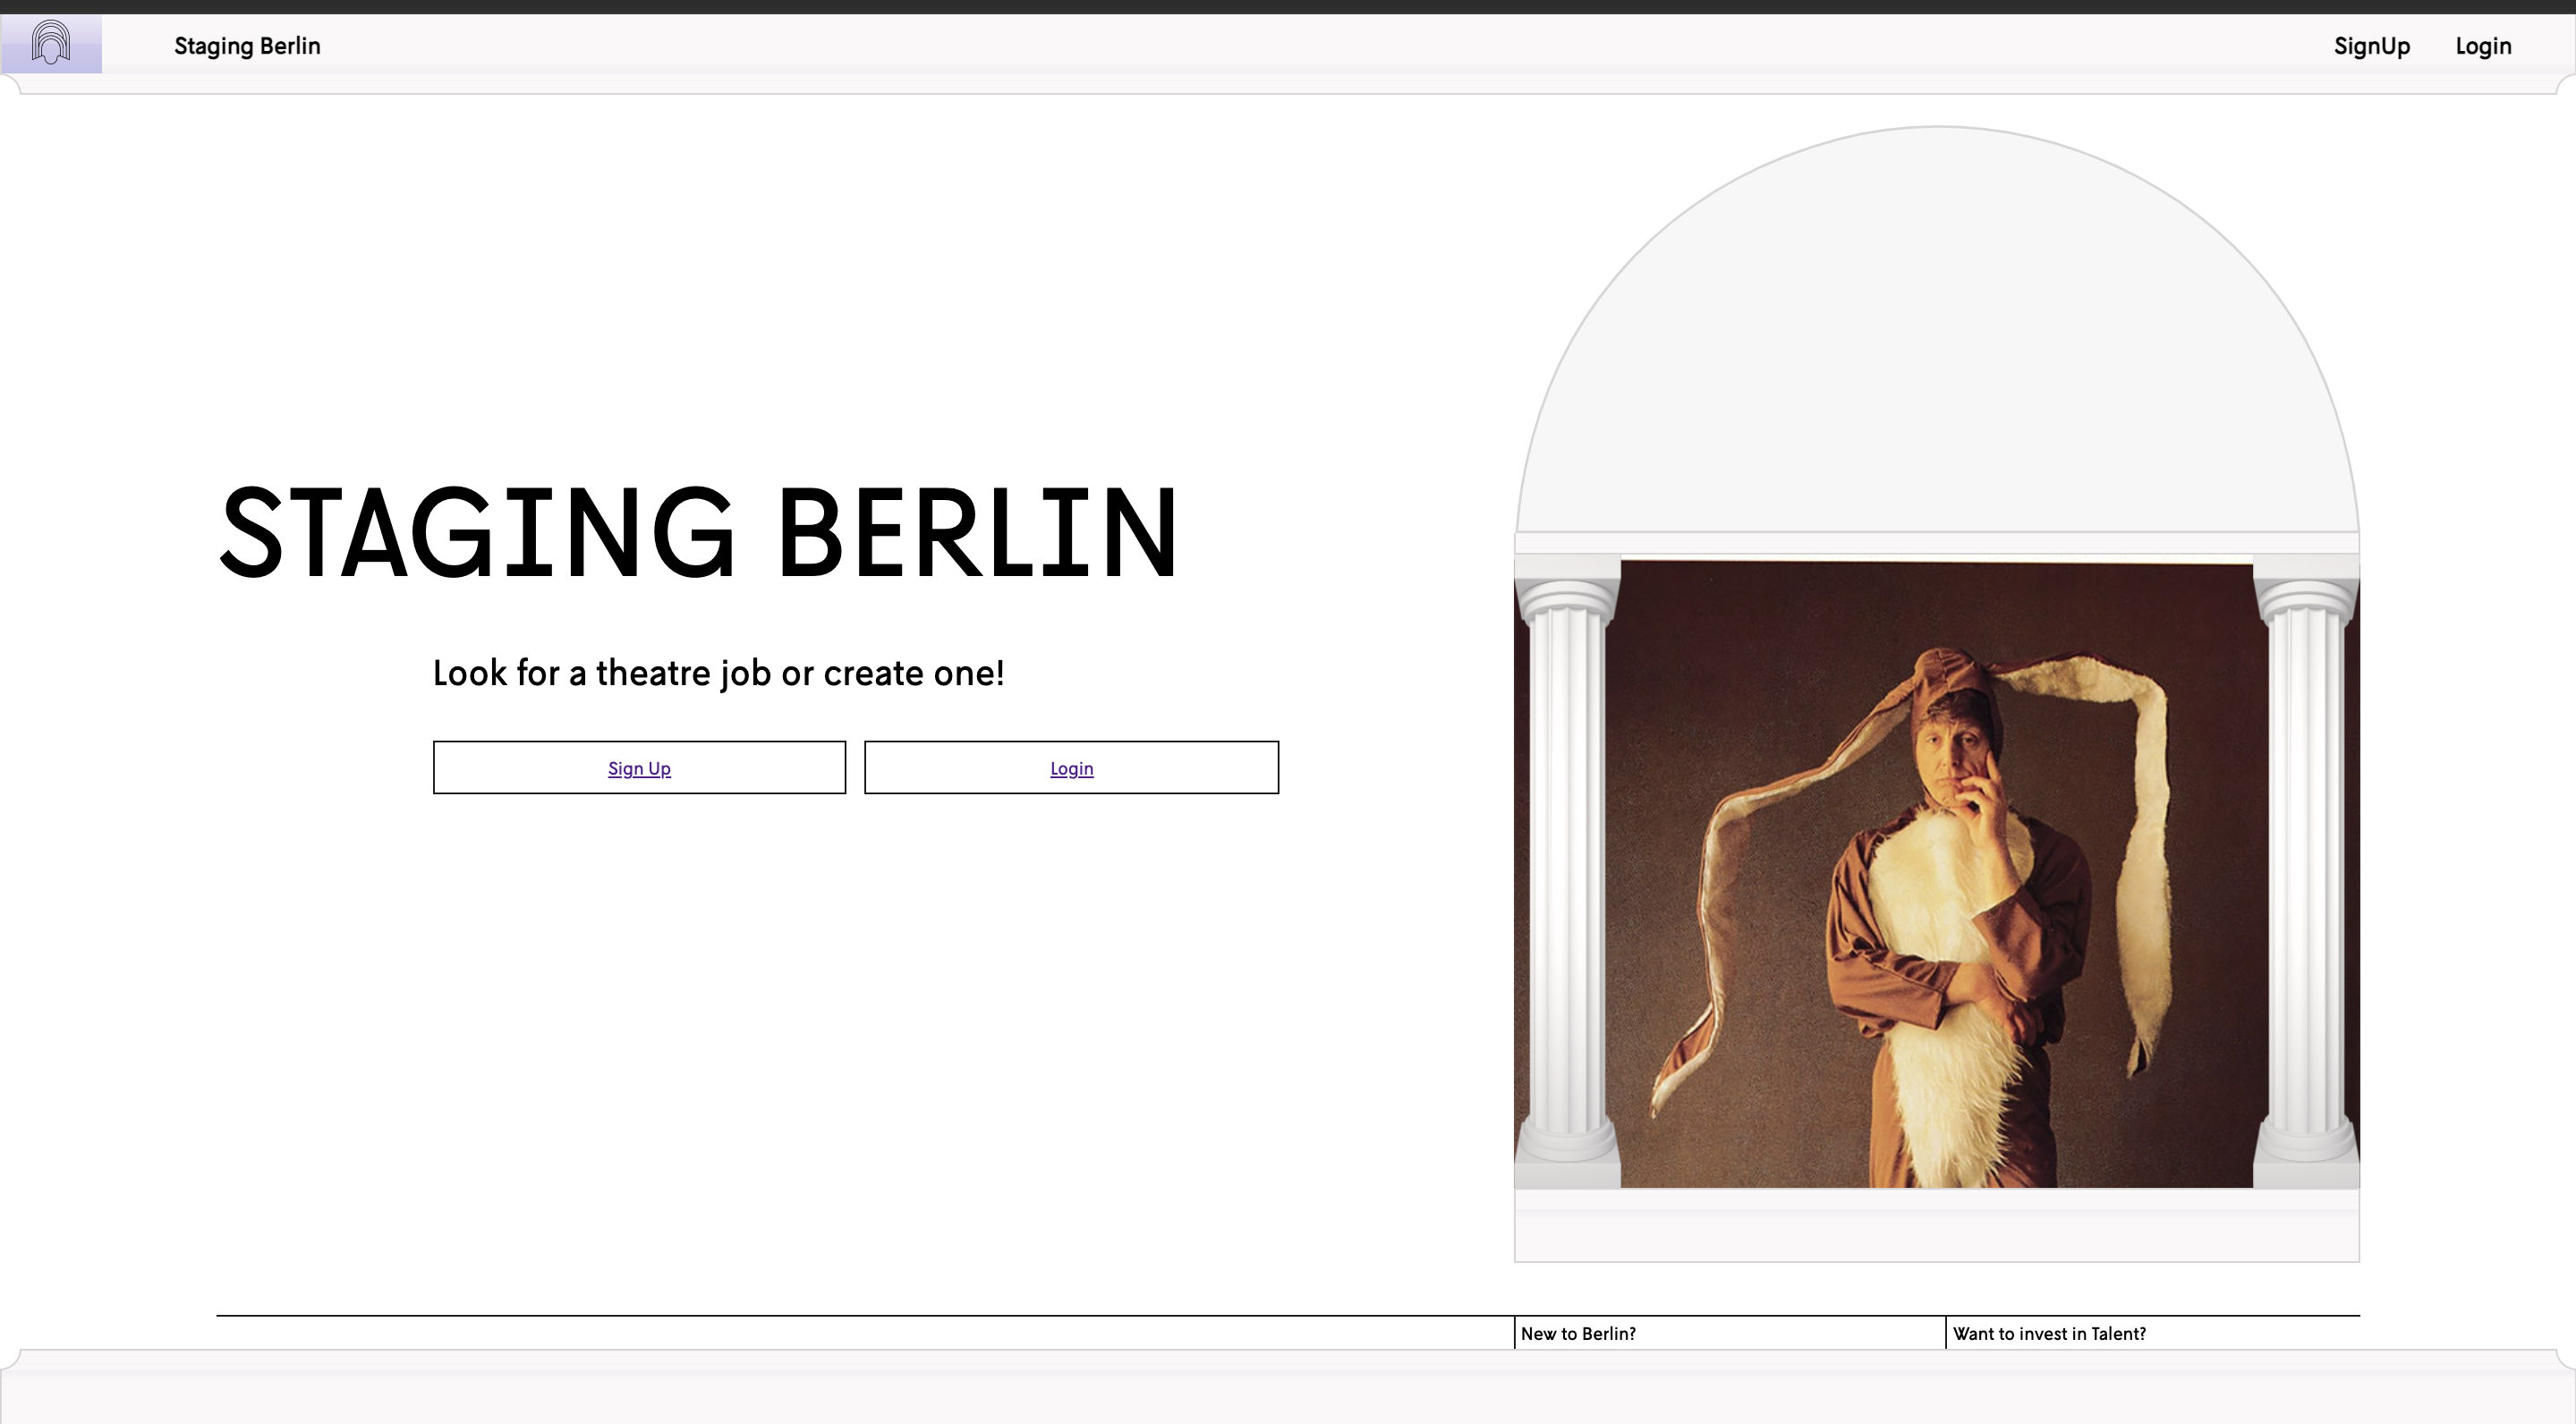 Staging Berlin
SignUp Login
STAGING BERLIN
Look for a theatre job or create one!
Sign Up
Login
New to Berlin?
Want to invest in Talent?